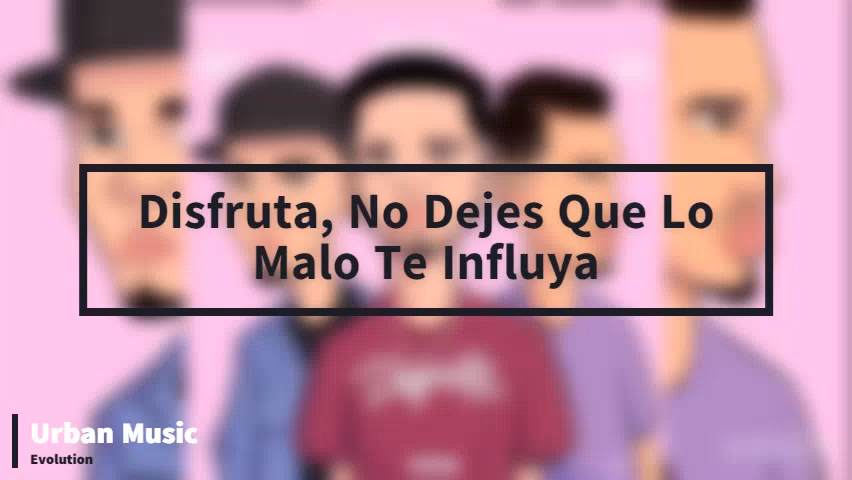 Disfruta, No Dejes Que Lo
Malo Te Influya
Urban Music
Evolution